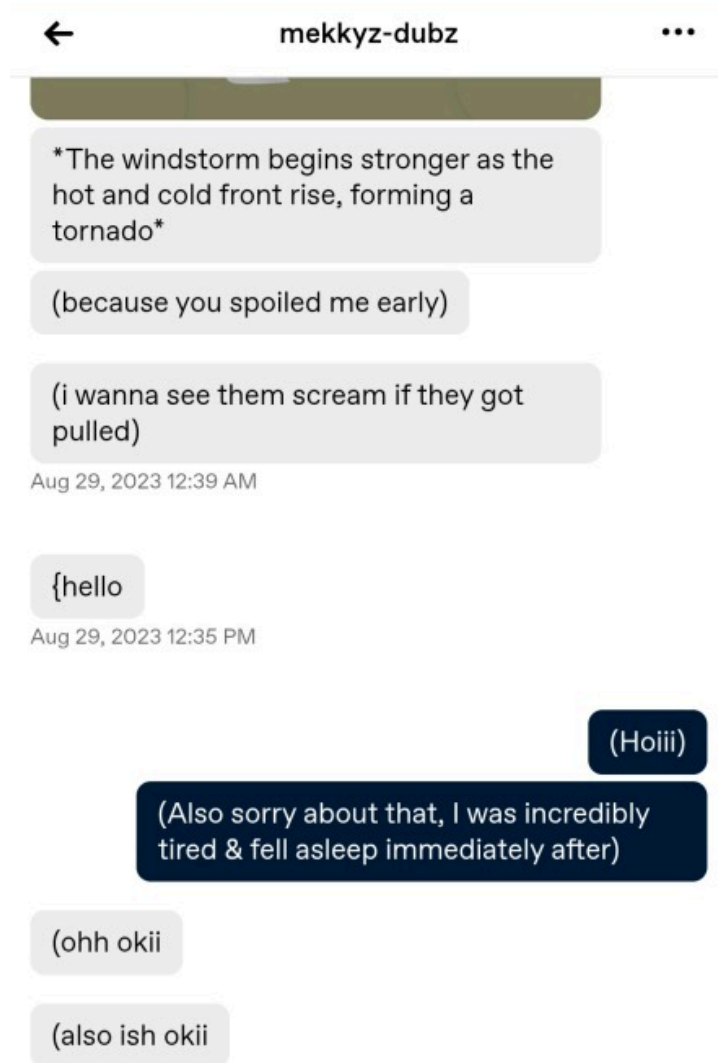 mekkyz-dubz
*The windstorm begins stronger as the
hot and cold front rise, forming a
tornado*
(because you spoiled me early)
(i wanna see them scream if they got
pulled)
Aug 29, 2023 12:39 AM
{hello
Aug 29, 2023 12:35 PM
(Hoiii)
(Also sorry about that, I was incredibly
tired & fell asleep immediately after)
(ohh okii
(also ish okii